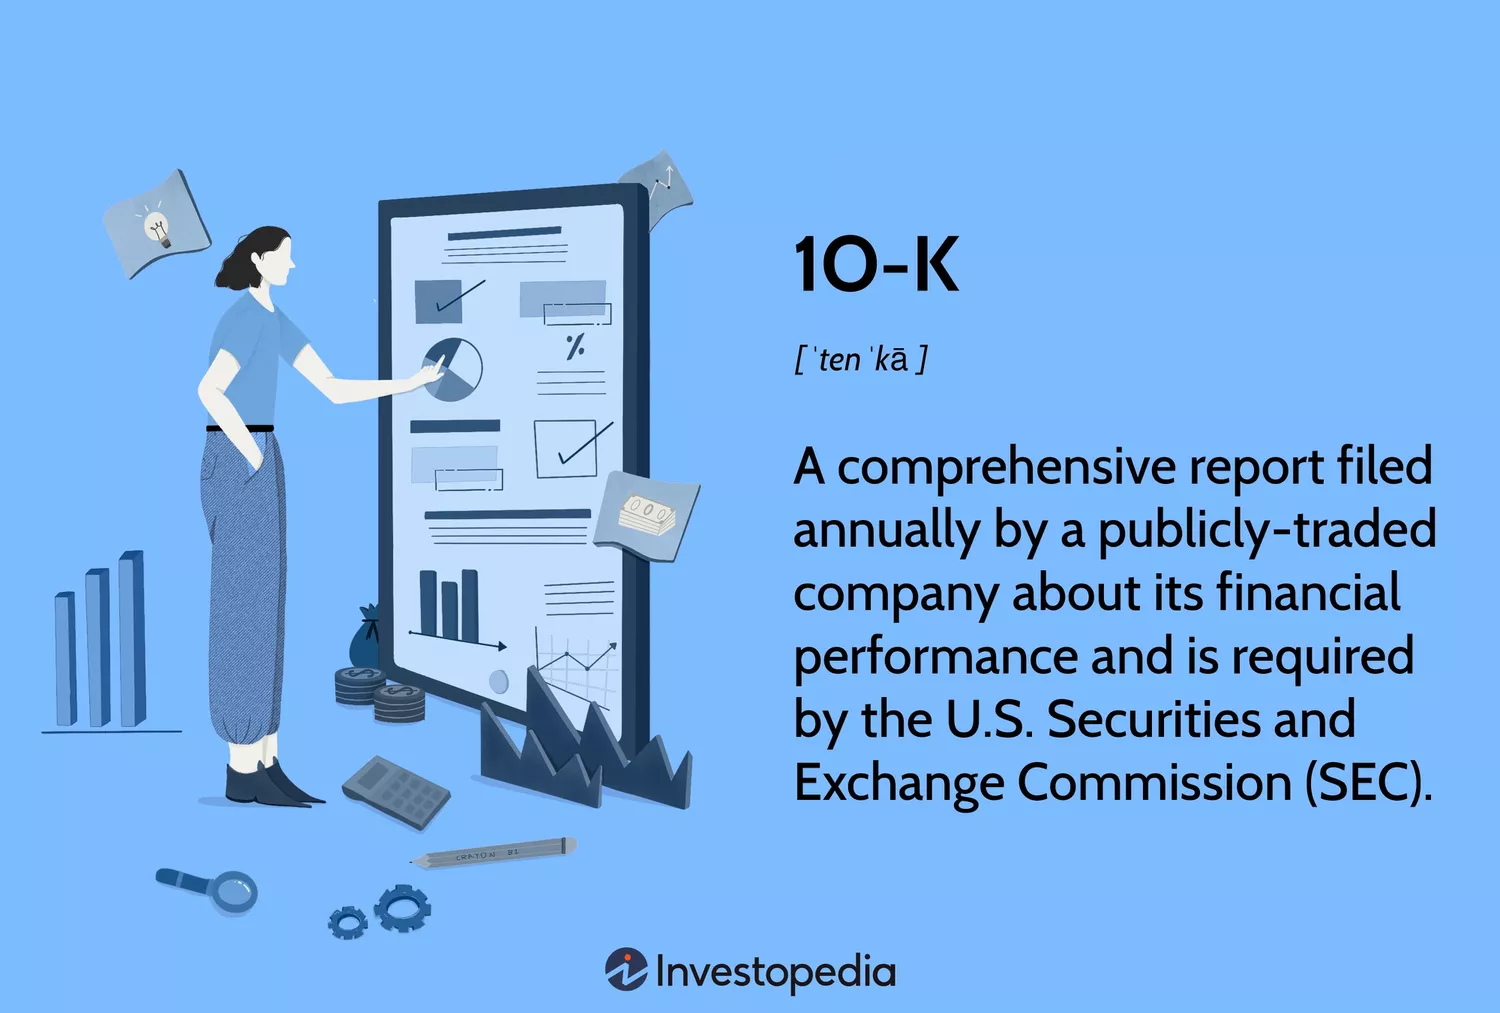 10-K
[ ˈten ˈkā ]
A comprehensive report filed
annually by a publicly-traded
company about its financial
performance and is required
by the U.S. Securities and
Exchange Commission (SEC).
%
$
$
CRAYON
Investopedia